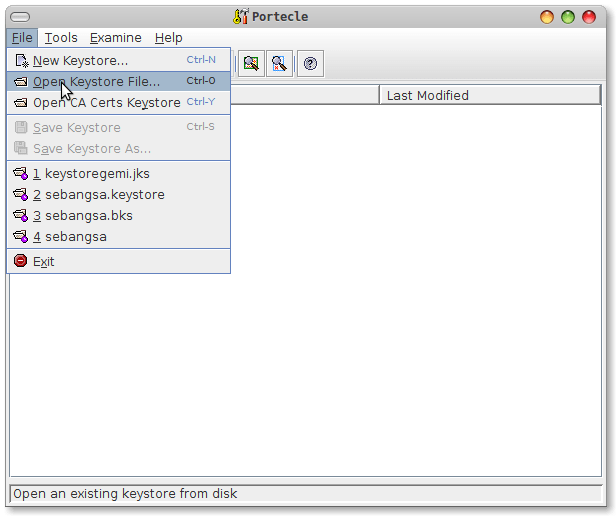 Portecle
File Tools Examine Help
New Keystore... Ctrl-N
Open Keystore File... Ctrl-O
Open CA Certs Keystore Ctrl-Y
Last Modified
Save Keystore Ctrl-S
Save Keystore As...
1 keystoregemi.jks
2 sebangsa.keystore
3 sebangsa.bks
4 sebangsa
Exit
Open an existing keystore from disk